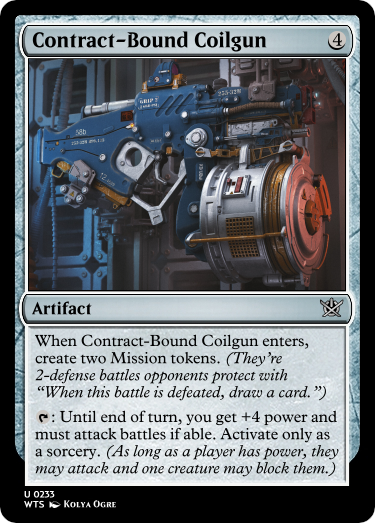 Contract-Bound Coilgun 4
58b
Artifact
When Contract-Bound Coilgun enters,
create two Mission tokens. (They're
2-defense battles opponents protect with
“When this battle is defeated, draw a card.”)
: Until end of turn, you get +4 power and
must attack battles if able. Activate only as
a sorcery. (As long as a player has power, they
may attack and one creature may block them.)
U 0233
WTS Kolya Ogre